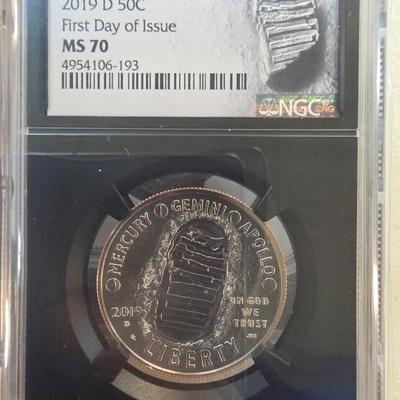 2019 D 50C
First Day of Issue
MS 70
4954106-193
NGC
MERCURY GEMINI APOLLO
2019
D
IN GOD
WE
TRUST
LIBERTY